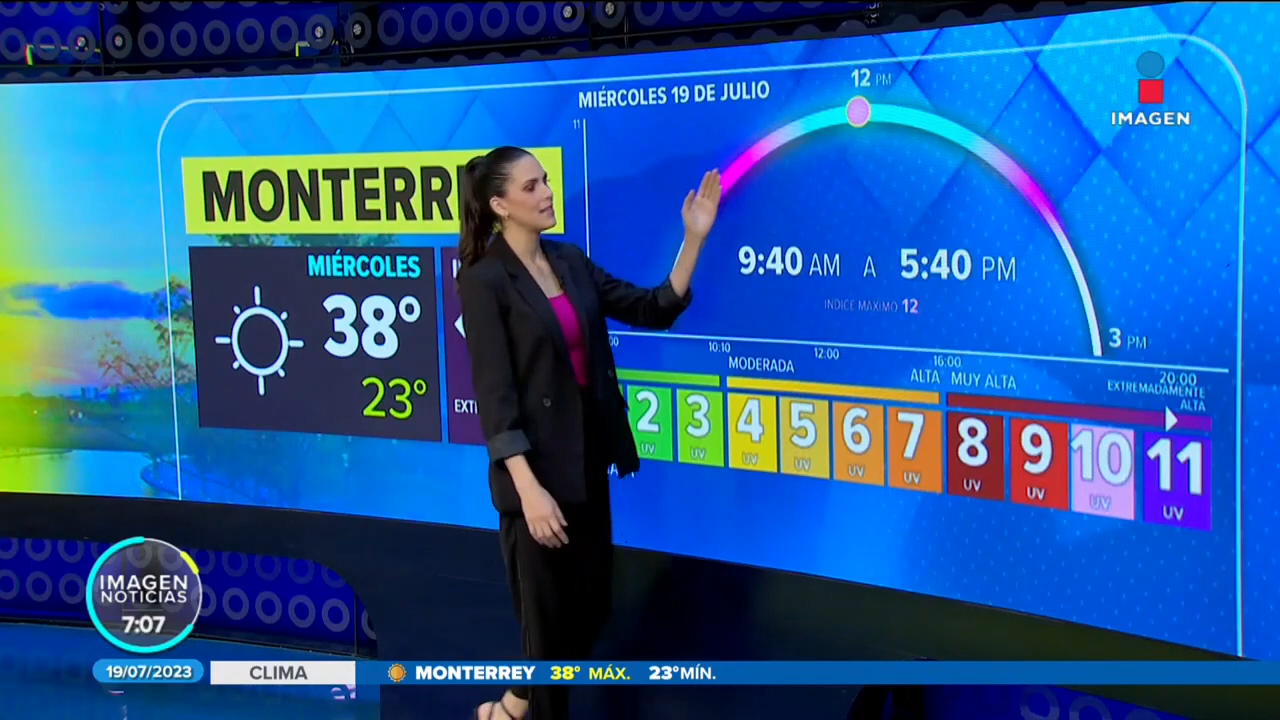 MIÉRCOLES 19 DE JULIO
12 PM
IMAGEN
11
MONTERR
MIÉRCOLES
38°
23°
EXT
9:40 AM A 5:40 PM
INDICE MAXIMO 12
3 PM
10:10
12:00
16:00
20:00
MODERADA
ALTA
MUY ALTA
EXTREMADAMENTE
ALTA
2 UV
3 UV
4 UV
5 UV
6 UV
7 UV
8 UV
9 UV
10 UV
11 UV
IMAGEN
NOTICIAS
7:07
19/07/2023
CLIMA
MONTERREY 38° MÁX. 23° MÍN.